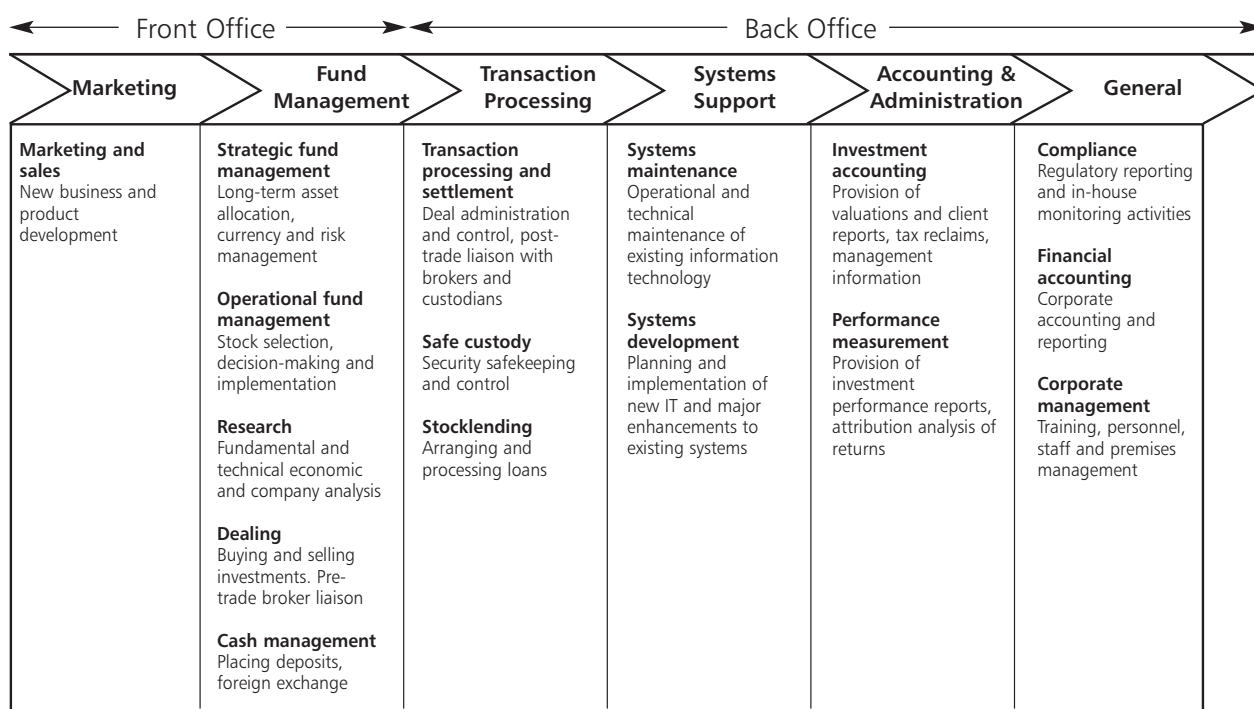 Front Office
Back Office
Marketing
Fund
Management
Transaction
Processing
Systems
Support
Accounting &
Administration
General
Marketing and
sales
New business and
product
development
Strategic fund
management
Long-term asset
allocation,
currency and risk
management
Operational fund
management
Stock selection,
decision-making and
implementation
Research
Fundamental and
technical economic
and company analysis
Dealing
Buying and selling
investments. Pre-
trade broker liaison
Cash management
Placing deposits,
foreign exchange
Transaction
processing and
settlement
Deal administration
and control, post-
trade liaison with
brokers and
custodians
Safe custody
Security safekeeping
and control
Stocklending
Arranging and
processing loans
Systems
maintenance
Operational and
technical
maintenance of
existing information
technology
Systems
development
Planning and
implementation of
new IT and major
enhancements to
existing systems
Investment
accounting
Provision of
valuations and client
reports, tax reclaims,
management
information
Performance
measurement
Provision of
investment
performance reports,
attribution analysis of
returns
Compliance
Regulatory reporting
and in-house
monitoring activities
Financial
accounting
Corporate
accounting and
reporting
Corporate
management
Training, personnel,
staff and premises
management